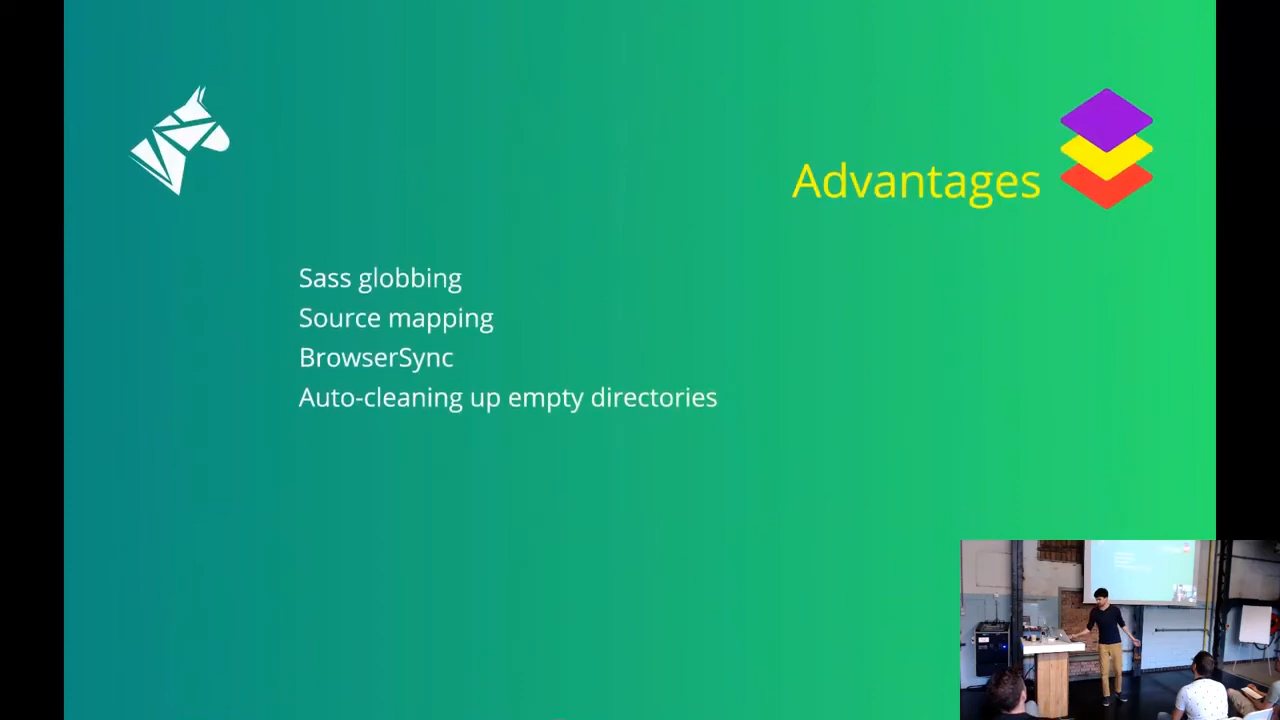 Advantages
Sass globbing
Source mapping
BrowserSync
Auto-cleaning up empty directories